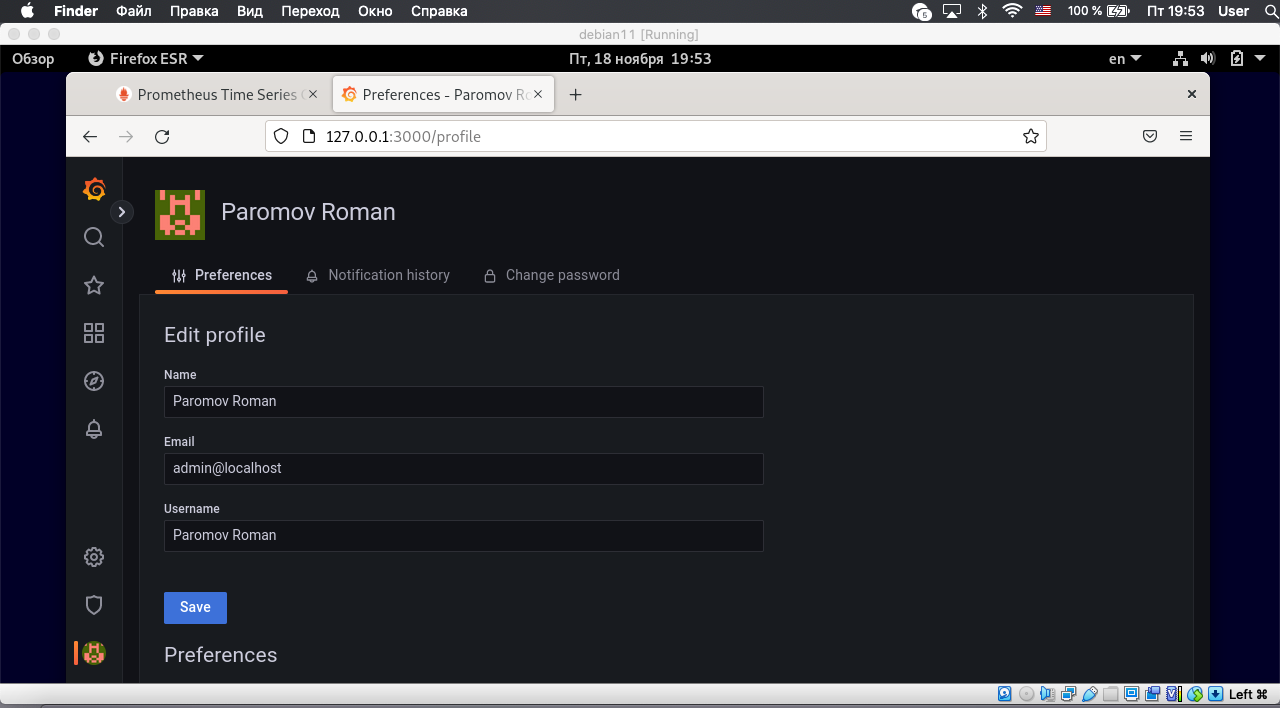 Finder Файл Правка Вид Переход Окно Справка 5 100 % Пт 19:53 User
debian11 [Running]
Обзор Firefox ESR Пт, 18 ноября 19:53 en
Prometheus Time Series Preferences - Paromov Ro
127.0.0.1:3000/profile
Paromov Roman
Preferences Notification history Change password
Edit profile
Name
Paromov Roman
Email
admin@localhost
Username
Paromov Roman
Save
Preferences
Left ⌘